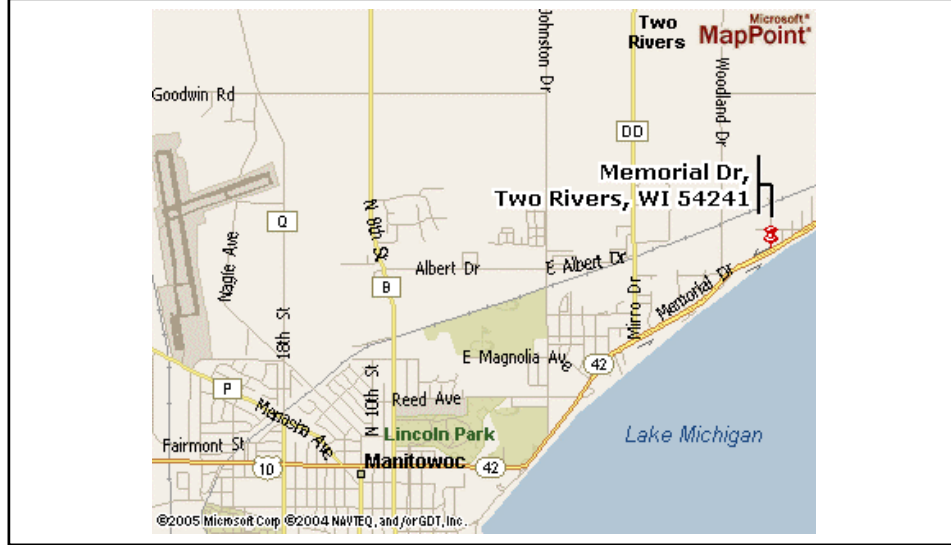 Microsoft®
MapPoint®
Two
Rivers
Johnston Dr
Woodland Dr
Goodwin Rd
DD
Memorial Dr,
Two Rivers, WI 54241
Q
N 8th St
Nagle Ave
Albert Dr
E Albert Dr
B
Memorial Dr
Mirro Dr
18th St
E Magnolia Ave
42
N 10th St
P
Reed Ave
Menasha Ave
Lincoln Park
Lake Michigan
Fairmont St
10
Manitowoc
42
©2005 Microsoft Corp ©2004 NAVTEQ, and/or GDT, Inc.